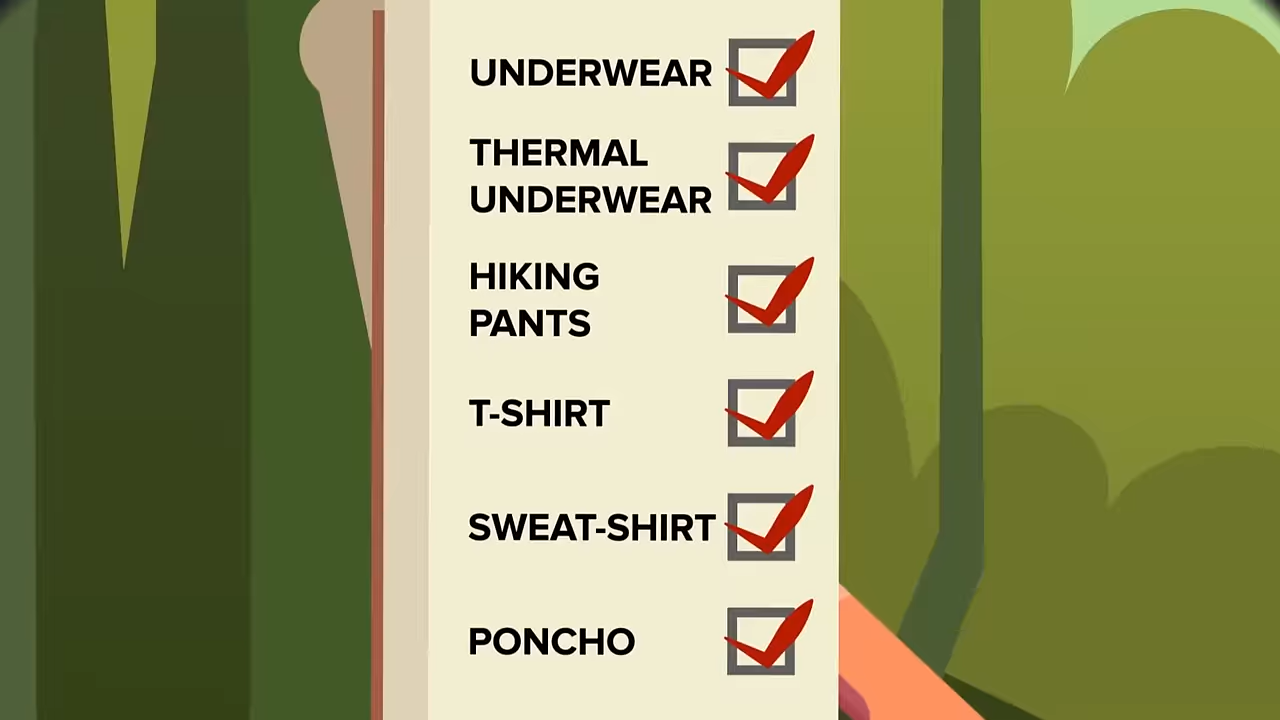 UNDERWEAR
THERMAL
UNDERWEAR
HIKING
PANTS
T-SHIRT
SWEAT-SHIRT
PONCHO